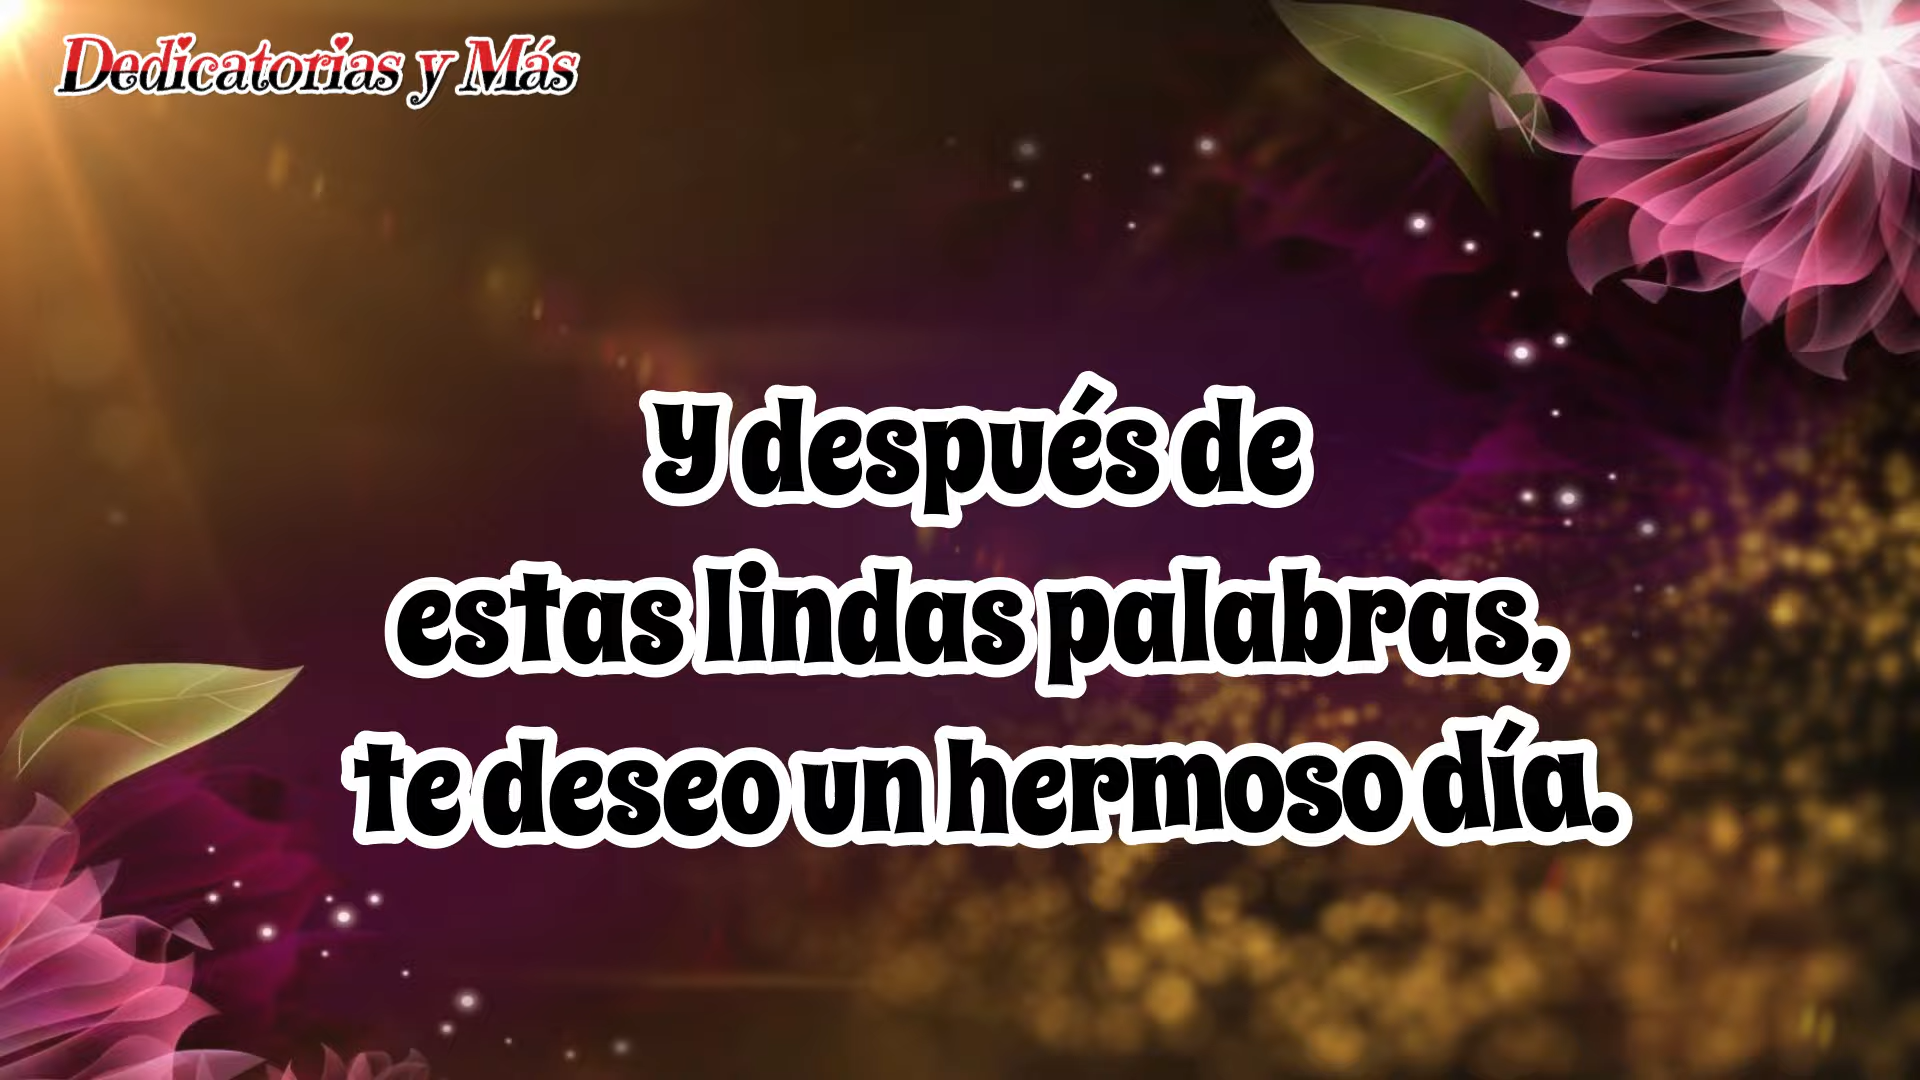 Dedicatorias y Más
Y después de
estas lindas palabras,
te deseo un hermoso día.